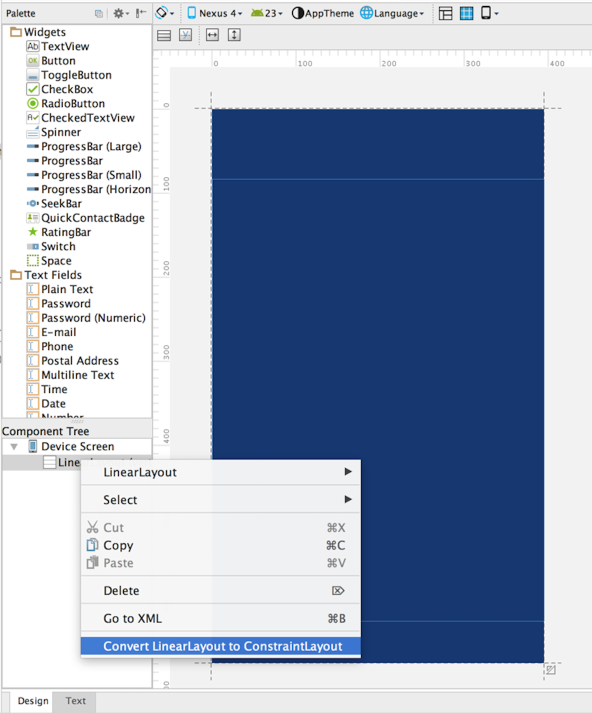 Palette
Nexus 4
23
AppTheme
Language
Widgets
Ab TextView
OK Button
ToggleButton
CheckBox
RadioButton
A CheckedTextView
Spinner
ProgressBar (Large)
ProgressBar
ProgressBar (Small)
ProgressBar (Horizon
SeekBar
QuickContactBadge
RatingBar
Switch
Space
Text Fields
Plain Text
Password
Password (Numeric)
E-mail
Phone
Postal Address
Multiline Text
Time
Date
Number
0 100 200 300 400
0
100
200
300
400
Component Tree
Device Screen
LinearLayout
Select
Cut ⌘X
Copy ⌘C
Paste ⌘V
Delete ⌦
Go to XML ⌘B
Convert LinearLayout to ConstraintLayout
Design Text